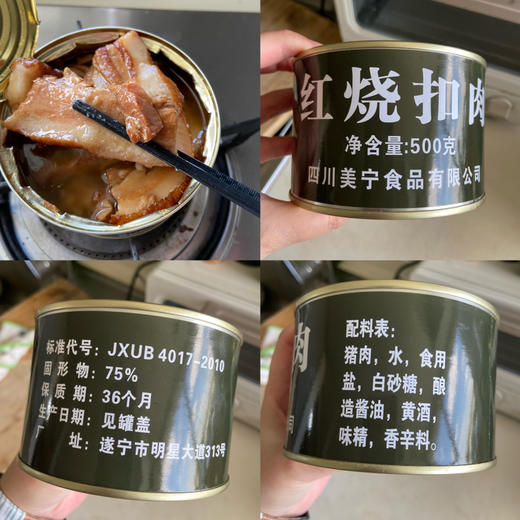 红烧扣肉
净含量:500克
四川美宁食品有限公司
标准代号: JXUB 4017-2010
固 形 物: 75%
保 质 期: 36个月
生产日期: 见罐盖
厂 址: 遂宁市明星大道313号
肉
司
配料表:
猪肉，水，食用
盐，白砂糖，酿
造酱油，黄酒，
味精，香辛料。